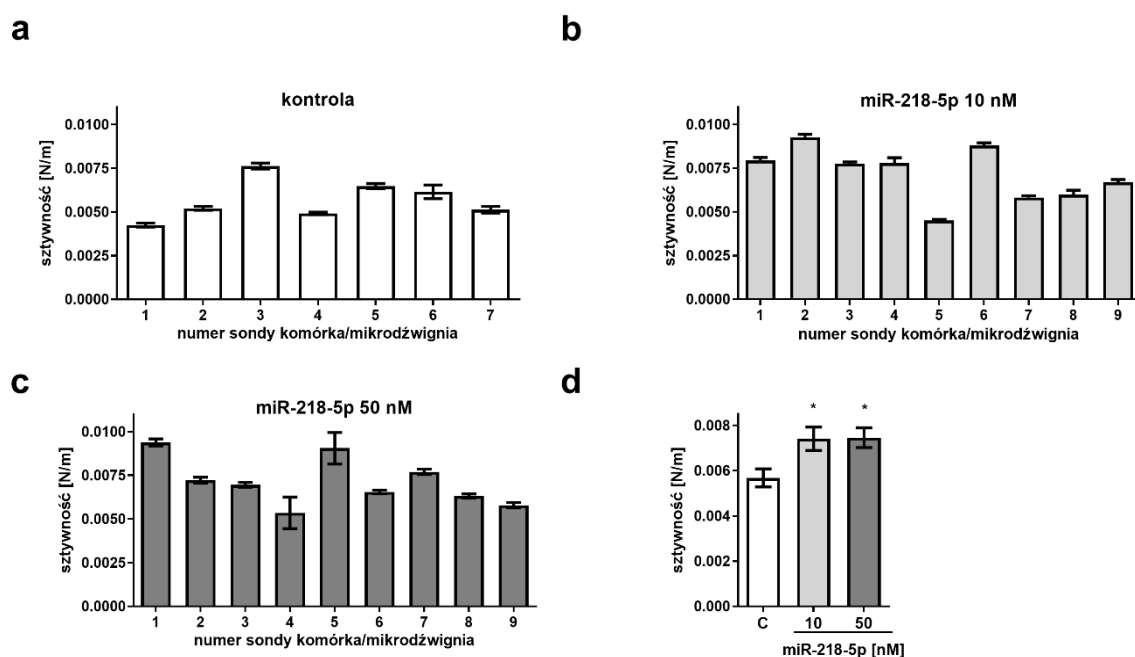 a
kontrola
sztywność [N/m]
0.0100
0.0075
0.0050
0.0025
0.0000
1 2 3 4 5 6 7
numer sondy komórka/mikrodźwignia
b
miR-218-5p 10 nM
sztywność [N/m]
0.0100
0.0075
0.0050
0.0025
0.0000
1 2 3 4 5 6 7 8 9
numer sondy komórka/mikrodźwignia
c
miR-218-5p 50 nM
sztywność [N/m]
0.0100
0.0075
0.0050
0.0025
0.0000
1 2 3 4 5 6 7 8 9
numer sondy komórka/mikrodźwignia
d
* *
sztywność [N/m]
0.008
0.006
0.004
0.002
0.000
C 10 50
miR-218-5p [nM]